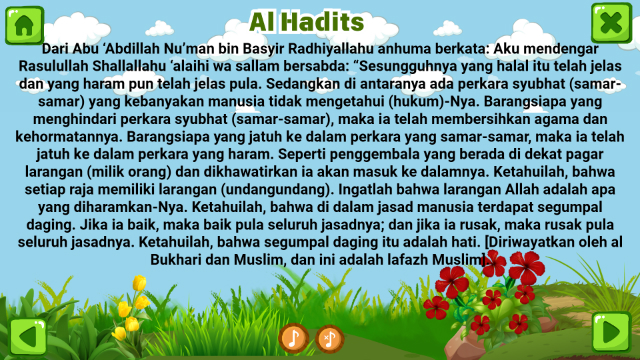 Al Hadits
Dari Abu ‘Abdillah Nu’man bin Basyir Radhiyallahu anhuma berkata: Aku mendengar
Rasulullah Shallallahu ‘alaihi wa sallam bersabda: “Sesungguhnya yang halal itu telah jelas
dan yang haram pun telah jelas pula. Sedangkan di antaranya ada perkara syubhat (samar-
samar) yang kebanyakan manusia tidak mengetahui (hukum)-Nya. Barangsiapa yang
menghindari perkara syubhat (samar-samar), maka ia telah membersihkan agama dan
kehormatannya. Barangsiapa yang jatuh ke dalam perkara yang samar-samar, maka ia telah
jatuh ke dalam perkara yang haram. Seperti penggembala yang berada di dekat pagar
larangan (milik orang) dan dikhawatirkan ia akan masuk ke dalamnya. Ketahuilah, bahwa
setiap raja memiliki larangan (undangundang). Ingatlah bahwa larangan Allah adalah apa
yang diharamkan-Nya. Ketahuilah, bahwa di dalam jasad manusia terdapat segumpal
daging. Jika ia baik, maka baik pula seluruh jasadnya; dan jika ia rusak, maka rusak pula
seluruh jasadnya. Ketahuilah, bahwa segumpal daging itu adalah hati. [Diriwayatkan oleh al
Bukhari dan Muslim, dan ini adalah lafazh Muslim].